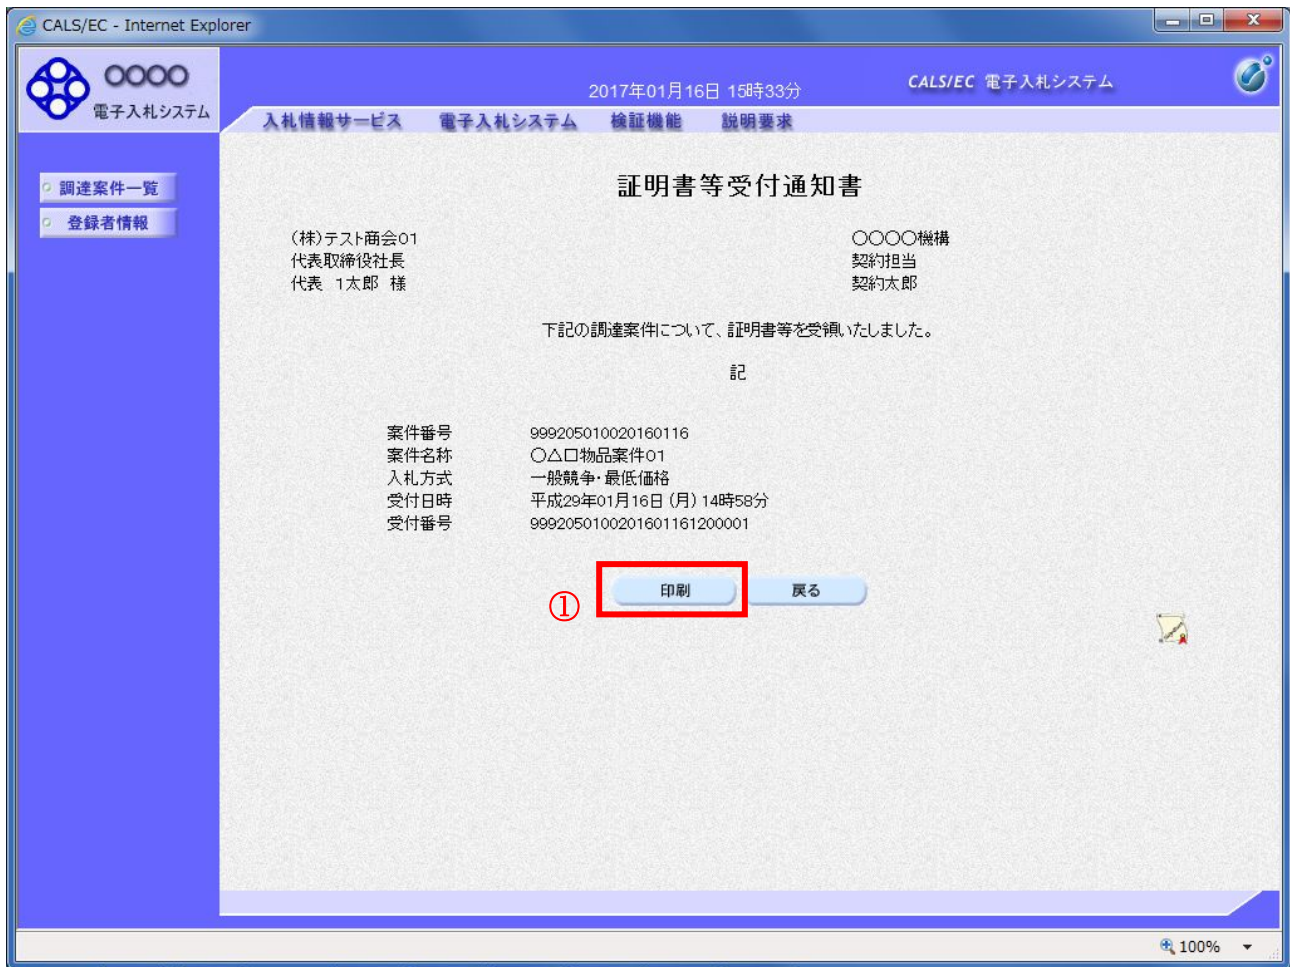 CALS/EC - Internet Explorer
○○○○
電子入札システム
2017年01月16日 15時33分
CALS/EC 電子入札システム
入札情報サービス 電子入札システム 検証機能 説明要求
調達案件一覧
登録者情報
証明書等受付通知書
(株)テスト商会01
代表取締役社長
代表 1太郎 様
○○○○機構
契約担当
契約太郎
下記の調達案件について、証明書等を受領いたしました。
記
案件番号 999205010020160116
案件名称 ○△口物品案件01
入札方式 一般競争・最低価格
受付日時 平成29年01月16日 (月) 14時58分
受付番号 9992050100201601161200001
① 印刷 戻る
100%